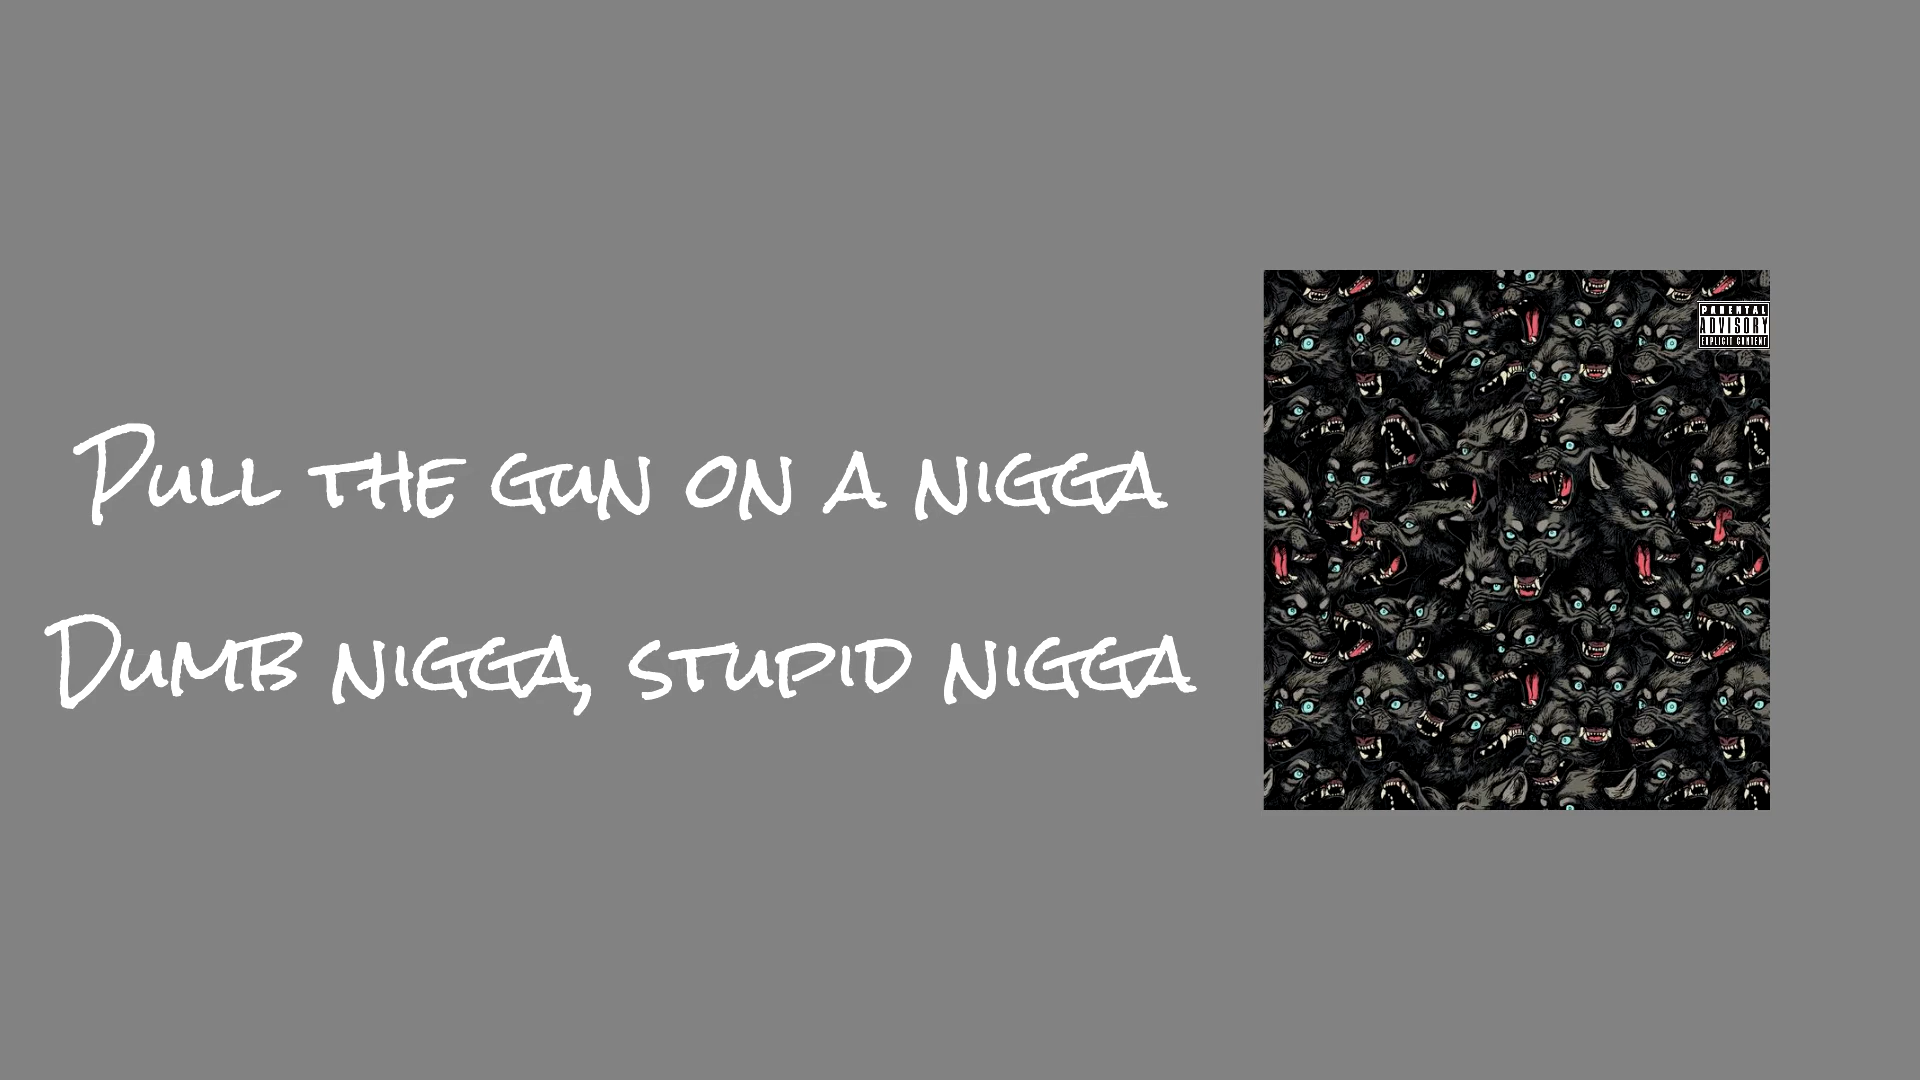 Pull the gun on a nigga
Dumb nigga, stupid nigga
PARENTAL
ADVISORY
EXPLICIT CONTENT